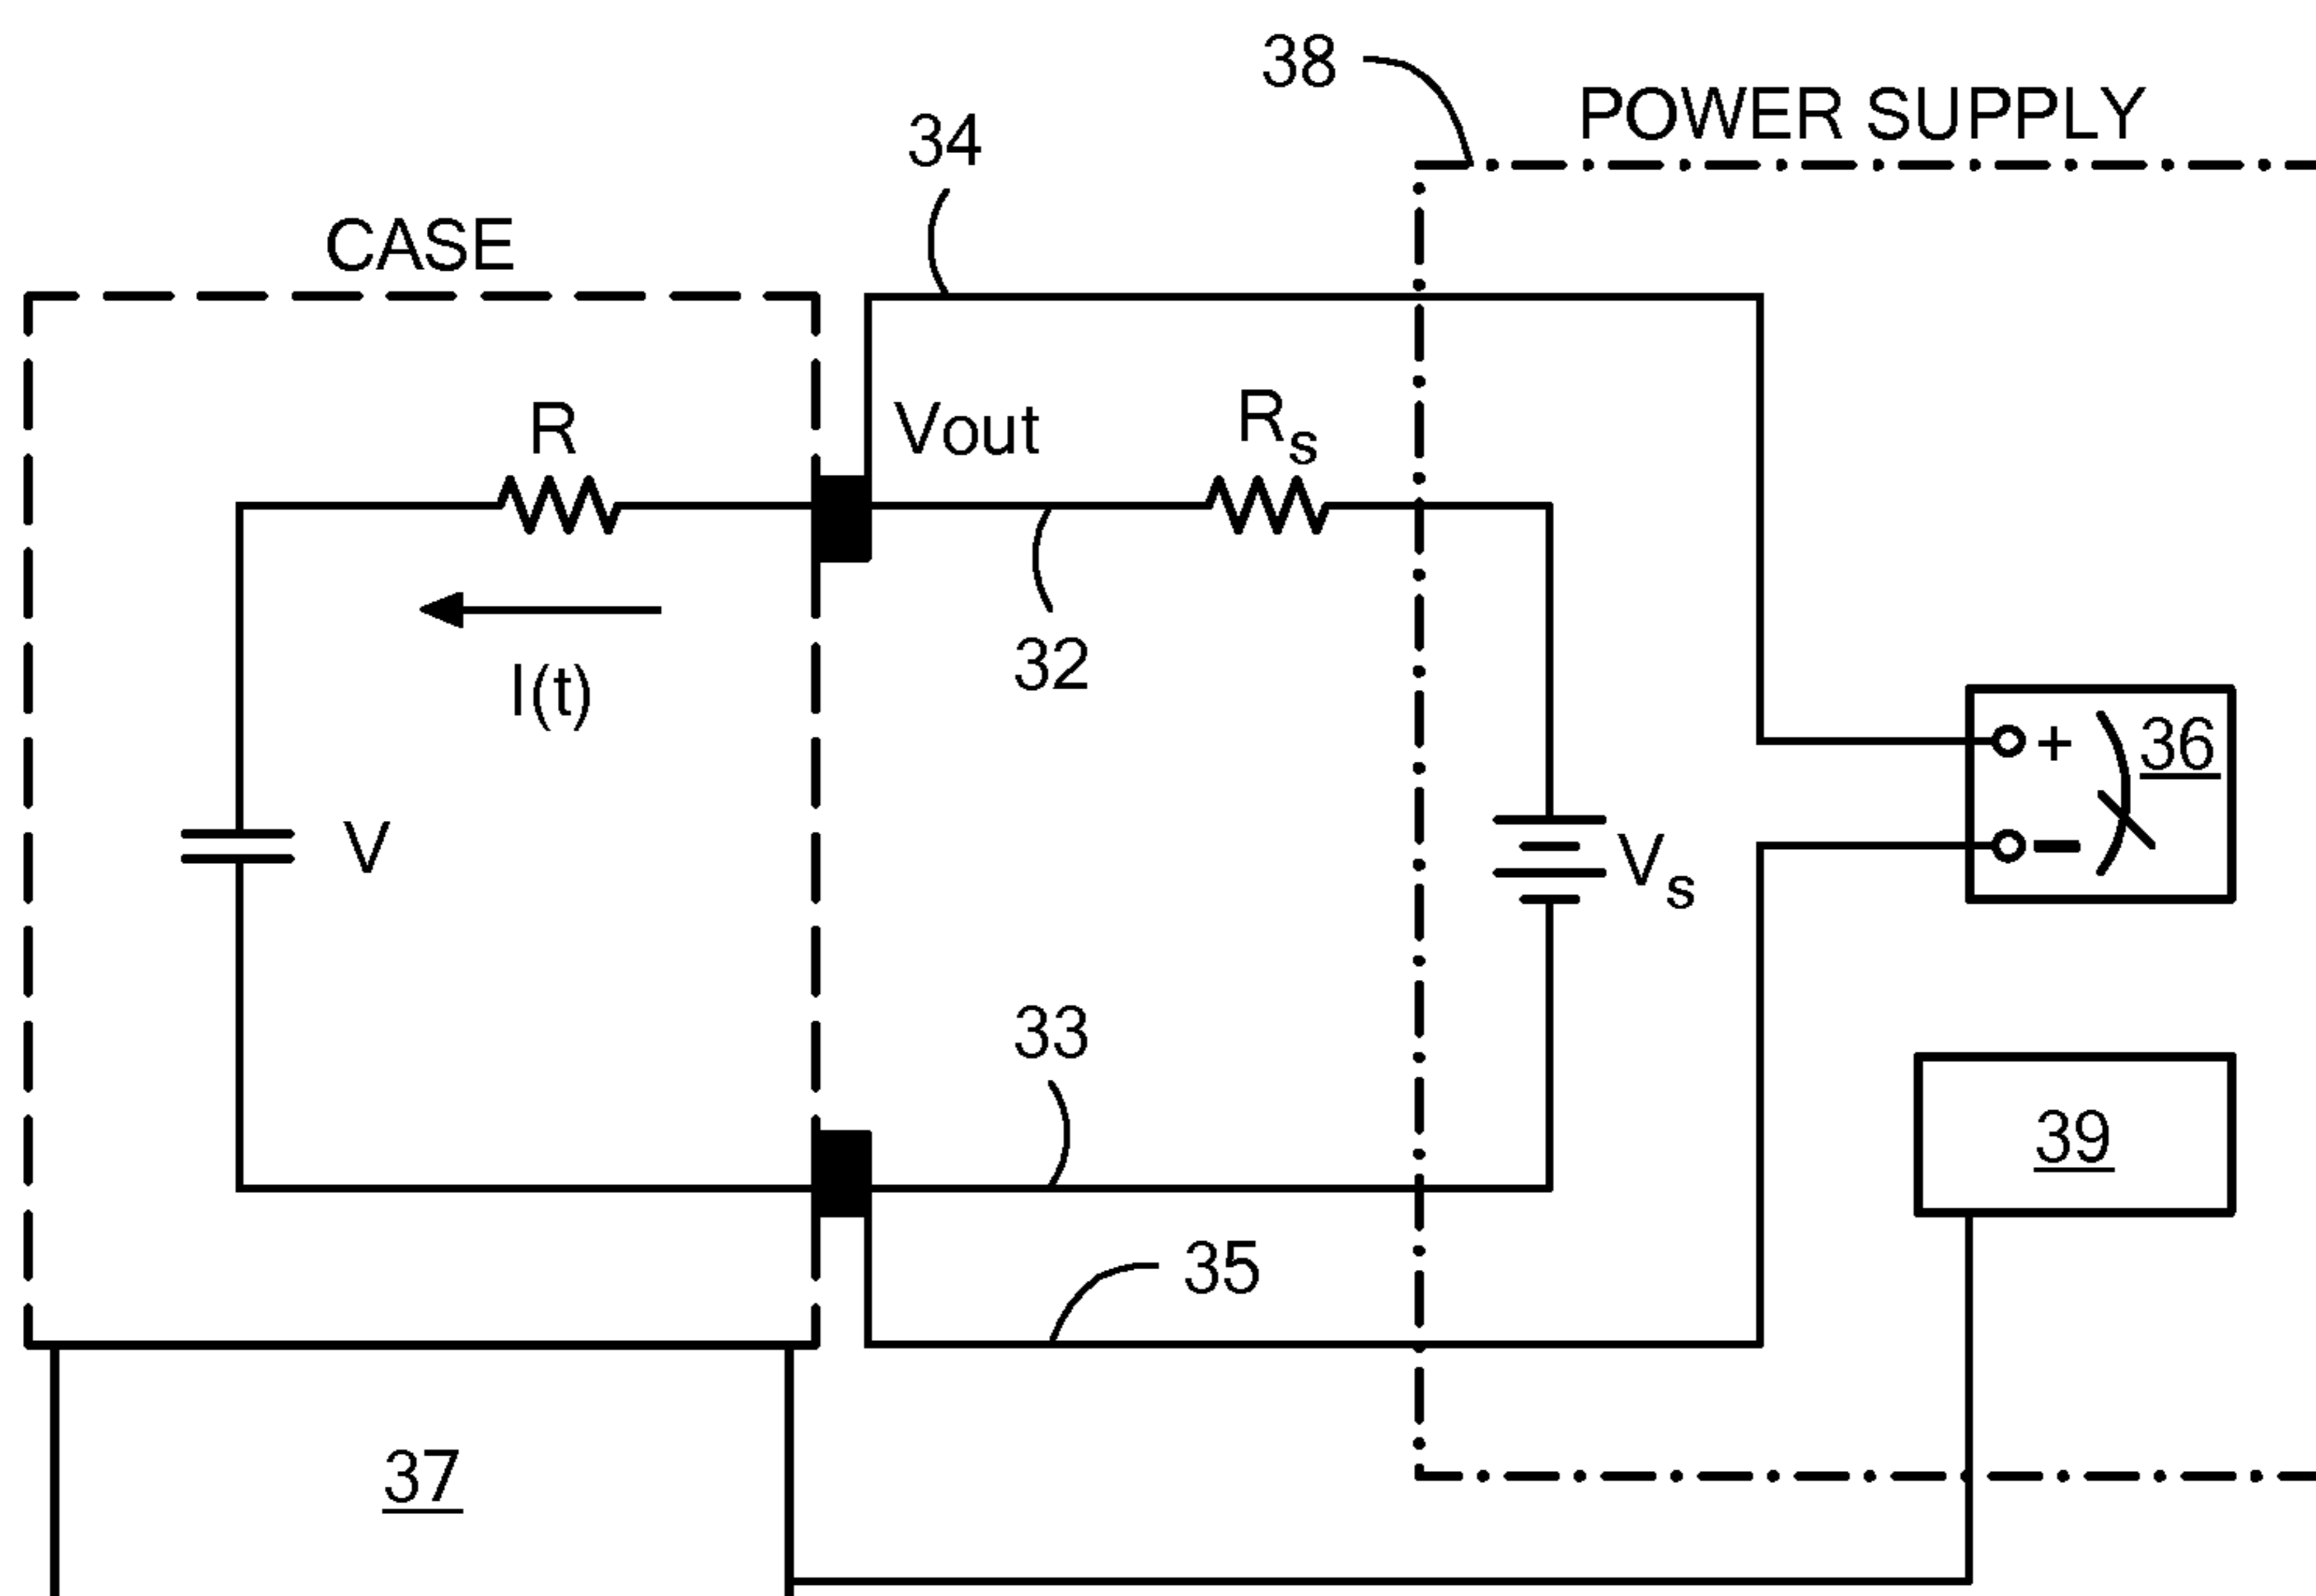 38
POWER SUPPLY
34
CASE
R
Vout
Rs
32
I(t)
+
36
V
Vs
−
33
39
35
37